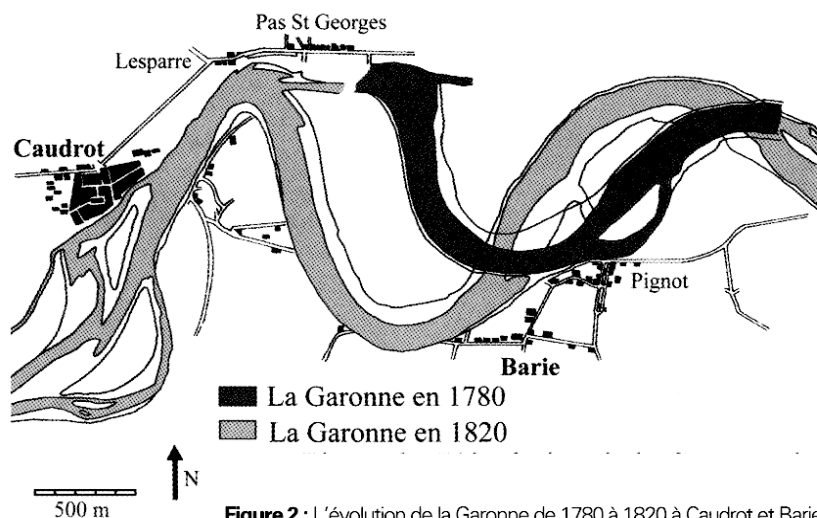 Pas St Georges
Lesparre
Caudrot
Pignot
Barie
La Garonne en 1780
La Garonne en 1820
N
500 m
Figure 2 : L'évolution de la Garonne de 1780 à 1820 à Caudrot et Barie